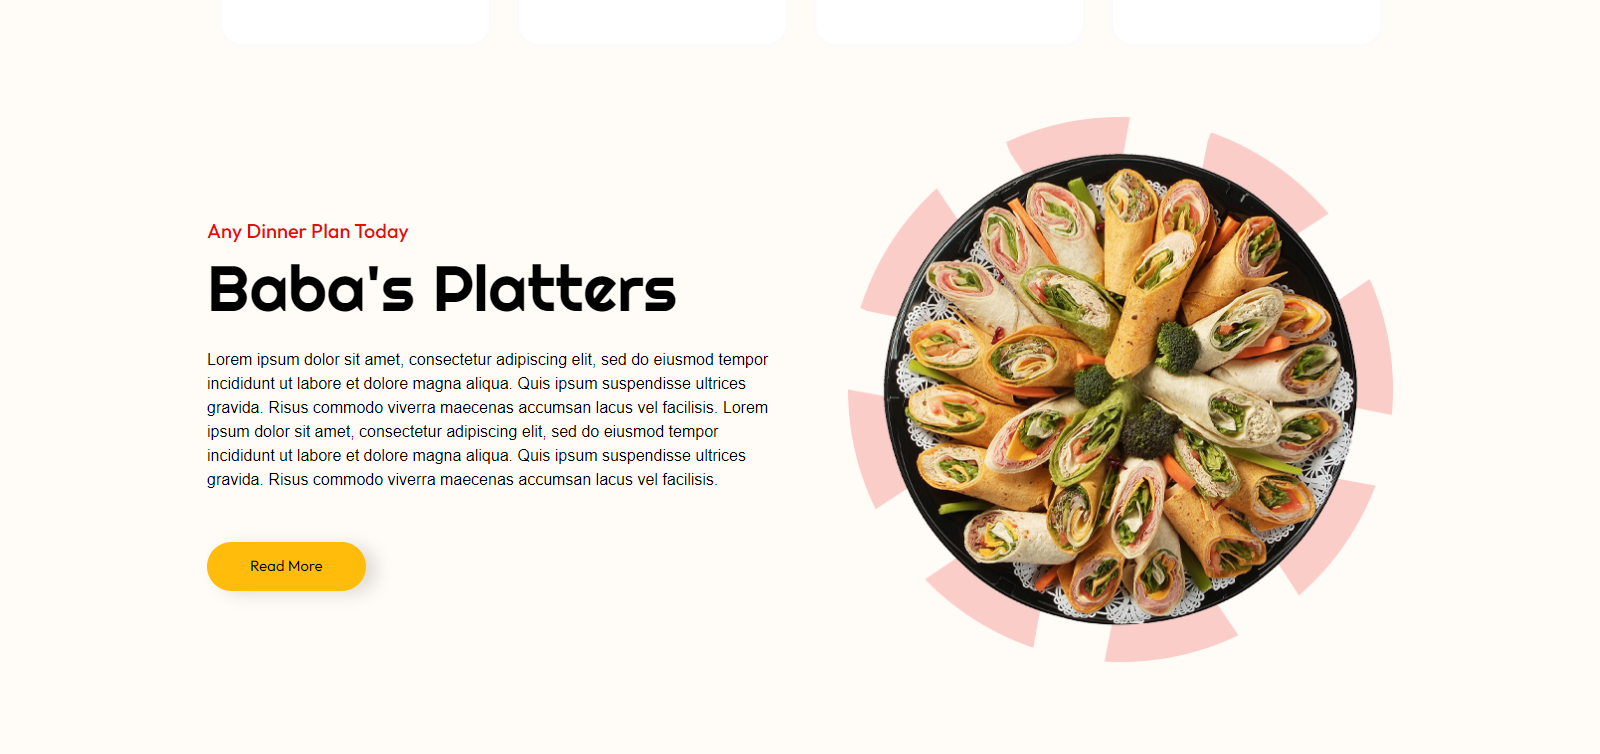 Any Dinner Plan Today
Baba's Platters
Lorem ipsum dolor sit amet, consectetur adipiscing elit, sed do eiusmod tempor
incididunt ut labore et dolore magna aliqua. Quis ipsum suspendisse ultrices
gravida. Risus commodo viverra maecenas accumsan lacus vel facilisis. Lorem
ipsum dolor sit amet, consectetur adipiscing elit, sed do eiusmod tempor
incididunt ut labore et dolore magna aliqua. Quis ipsum suspendisse ultrices
gravida. Risus commodo viverra maecenas accumsan lacus vel facilisis.
Read More